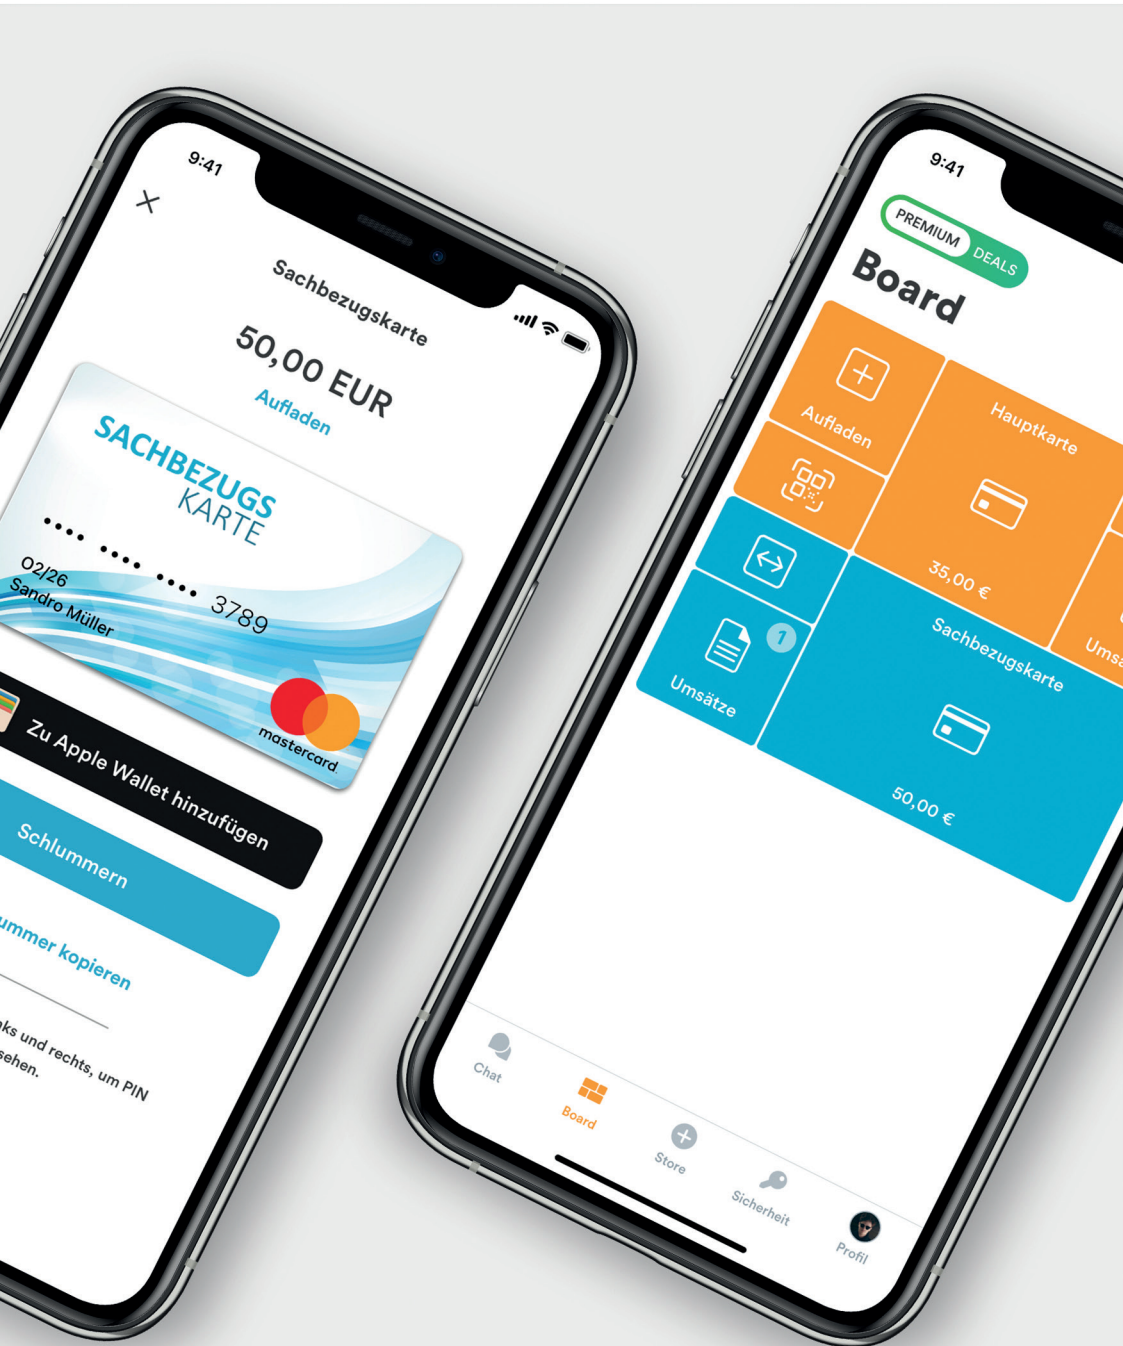 9:41
Sachbezugskarte
50,00 EUR
Aufladen
SACHBEZUGS
KARTE
•••• •••• •••• 3789
02/26
Sandro Müller
mastercard.
Zu Apple Wallet hinzufügen
Schlummern
ummer kopieren
ks und rechts, um PIN
sehen.
9:41
PREMIUM DEALS
Board
Aufladen
Hauptkarte
35,00 €
Umsä
Sachbezugskarte
1
Umsätze
50,00 €
Chat
Board
Store
Sicherheit
Profil